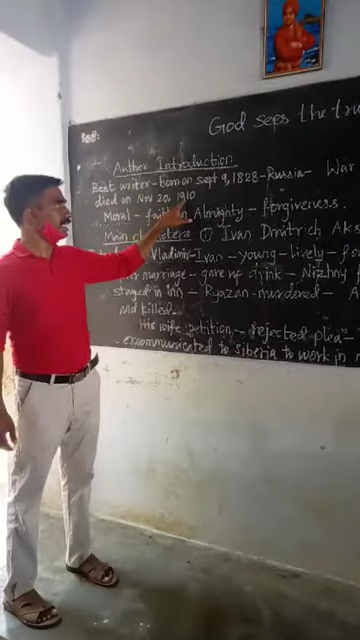 God sees the tru
Author Introduction
Best writer - born on Sept 9, 1828 - Russia - War
died on Nov 20, 1910
Moral - faith in Almighty - forgiveness.
Main characters ① Ivan Dmitrich Aks
Vladimir - young - lively - fo
marriage - gave up drink - Nizhny
stayed in inn - Ryazan - murdered - A
and killed.
His wife petition - rejected plea -
excommunicated to Siberia to work in